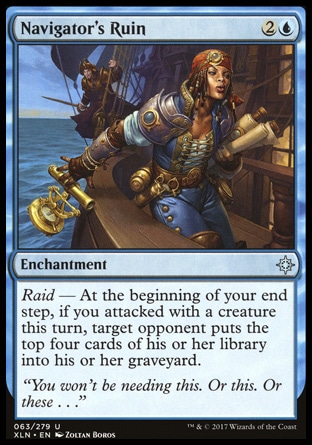 Navigator's Ruin 2
Enchantment
Raid — At the beginning of your end
step, if you attacked with a creature
this turn, target opponent puts the
top four cards of his or her library
into his or her graveyard.
“You won't be needing this. Or this. Or
these . . .”
063/279 U
XLN • EN Zoltan Boros
™ & © 2017 Wizards of the Coast